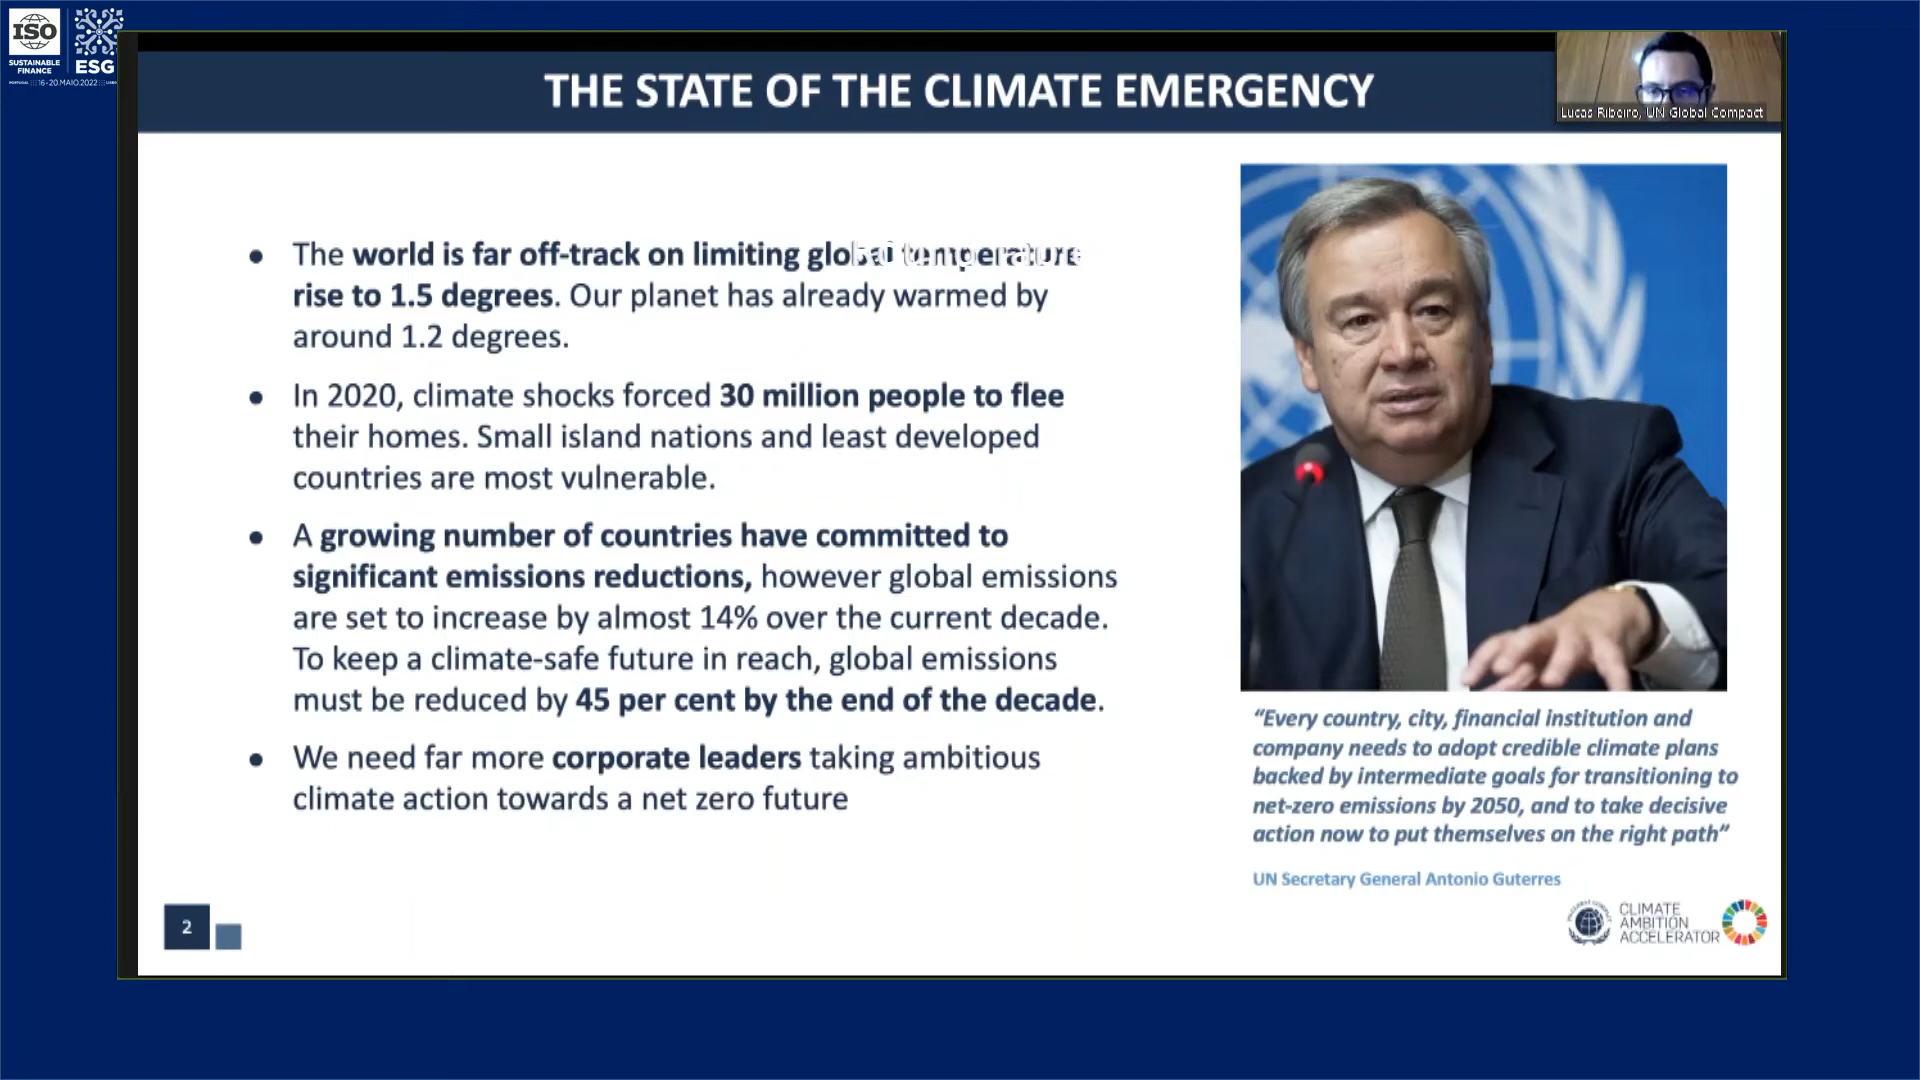 ISO
SUSTAINABLE
FINANCE
ESG
16-20.MAIO.2022
THE STATE OF THE CLIMATE EMERGENCY
Lucas Ribeiro, UN Global Compact
• The world is far off-track on limiting global temperature
rise to 1.5 degrees. Our planet has already warmed by
around 1.2 degrees.
• In 2020, climate shocks forced 30 million people to flee
their homes. Small island nations and least developed
countries are most vulnerable.
• A growing number of countries have committed to
significant emissions reductions, however global emissions
are set to increase by almost 14% over the current decade.
To keep a climate-safe future in reach, global emissions
must be reduced by 45 per cent by the end of the decade.
• We need far more corporate leaders taking ambitious
climate action towards a net zero future
“Every country, city, financial institution and
company needs to adopt credible climate plans
backed by intermediate goals for transitioning to
net-zero emissions by 2050, and to take decisive
action now to put themselves on the right path”
UN Secretary General Antonio Guterres
2
CLIMATE
AMBITION
ACCELERATOR